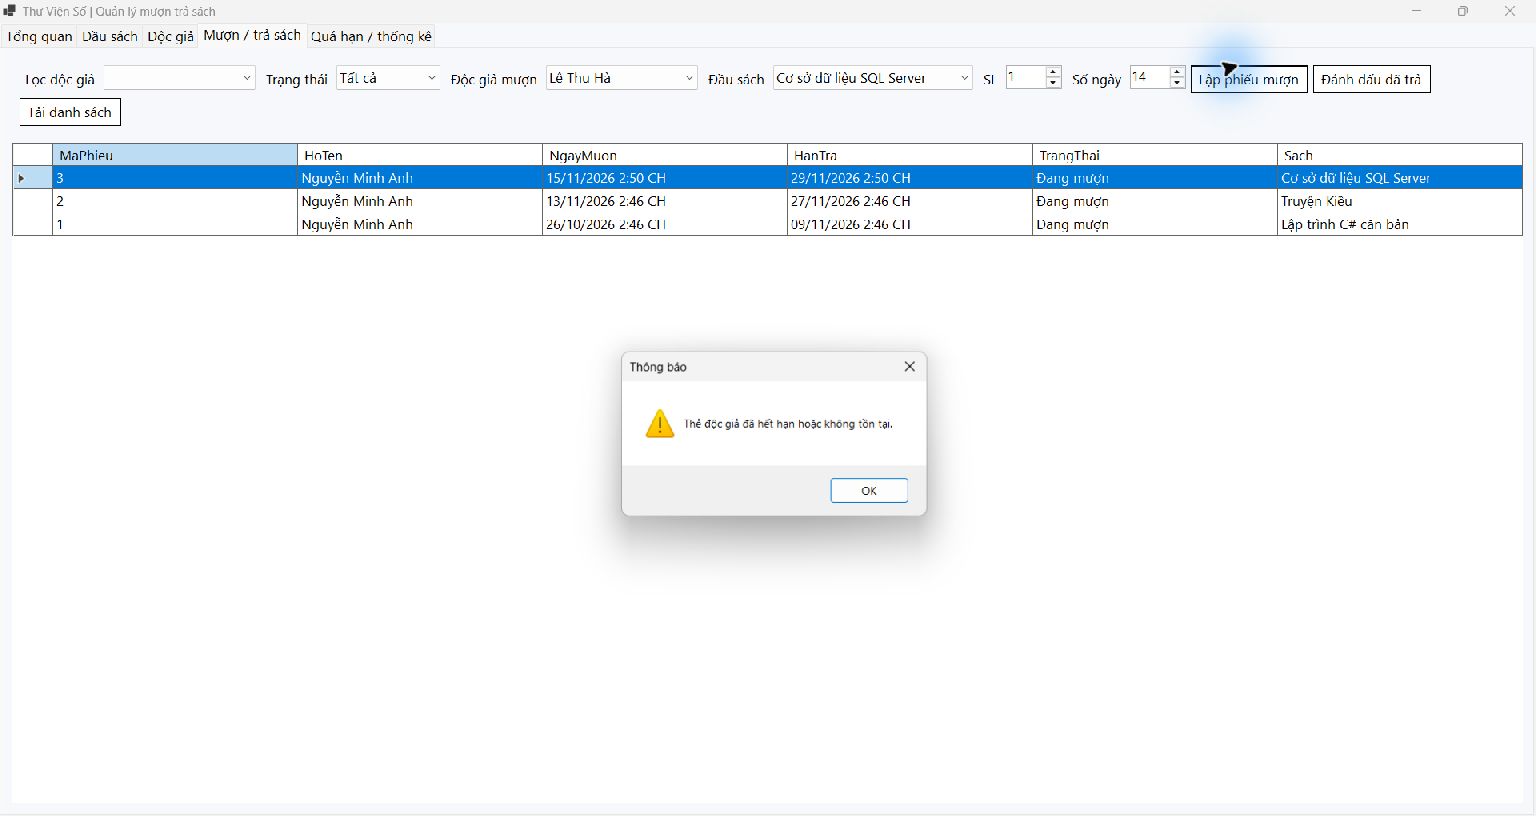 Thư Viện Số | Quản lý mượn trả sách
Tổng quan Đầu sách Độc giả Mượn / trả sách Quá hạn / thống kê
Lọc độc giả Trạng thái Tất cả Độc giả mượn Lê Thu Hà Đầu sách Cơ sở dữ liệu SQL Server SL 1 Số ngày 14 Lập phiếu mượn Đánh dấu đã trả
Tải danh sách
MaPhieu HoTen NgayMuon HanTra TrangThai Sach
3 Nguyễn Minh Anh 15/11/2026 2:50 CH 29/11/2026 2:50 CH Đang mượn Cơ sở dữ liệu SQL Server
2 Nguyễn Minh Anh 13/11/2026 2:46 CH 27/11/2026 2:46 CH Đang mượn Truyện Kiều
1 Nguyễn Minh Anh 26/10/2026 2:46 CH 09/11/2026 2:46 CH Đang mượn Lập trình C# căn bản
Thông báo
Thẻ độc giả đã hết hạn hoặc không tồn tại.
OK